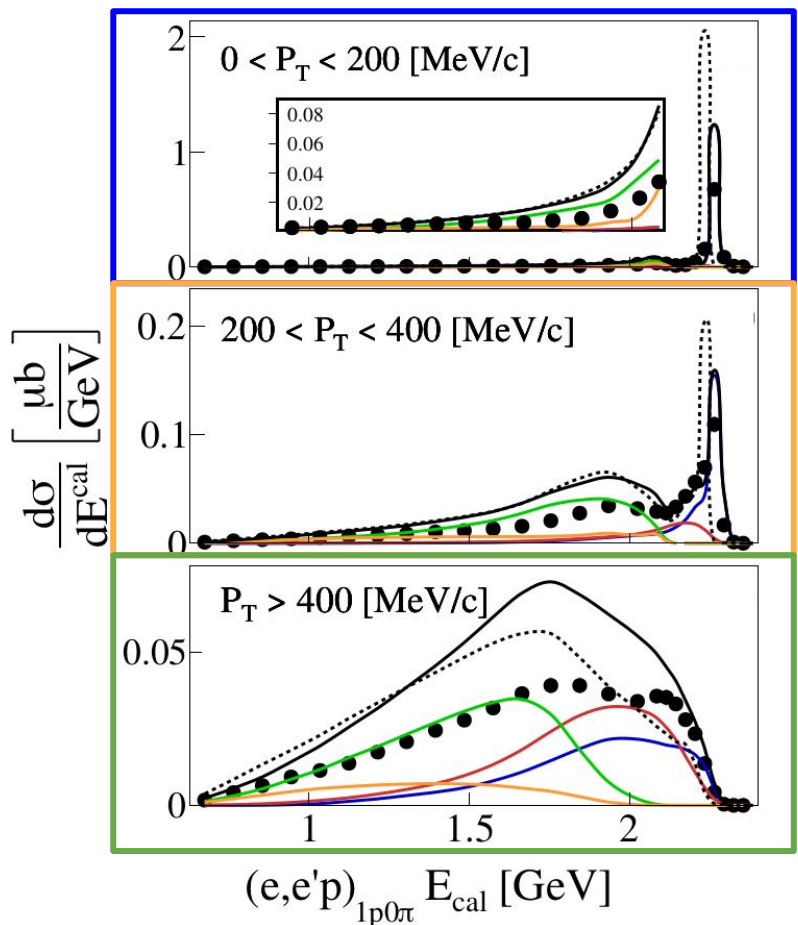 2
0 < P_T < 200 [MeV/c]
0.08
0.06
0.04
0.02
1
0
0.2
200 < P_T < 400 [MeV/c]
0.1
0
dσ/dE^cal [μb/GeV]
P_T > 400 [MeV/c]
0.05
0
1 1.5 2
(e,e'p)_1p0π E_cal [GeV]